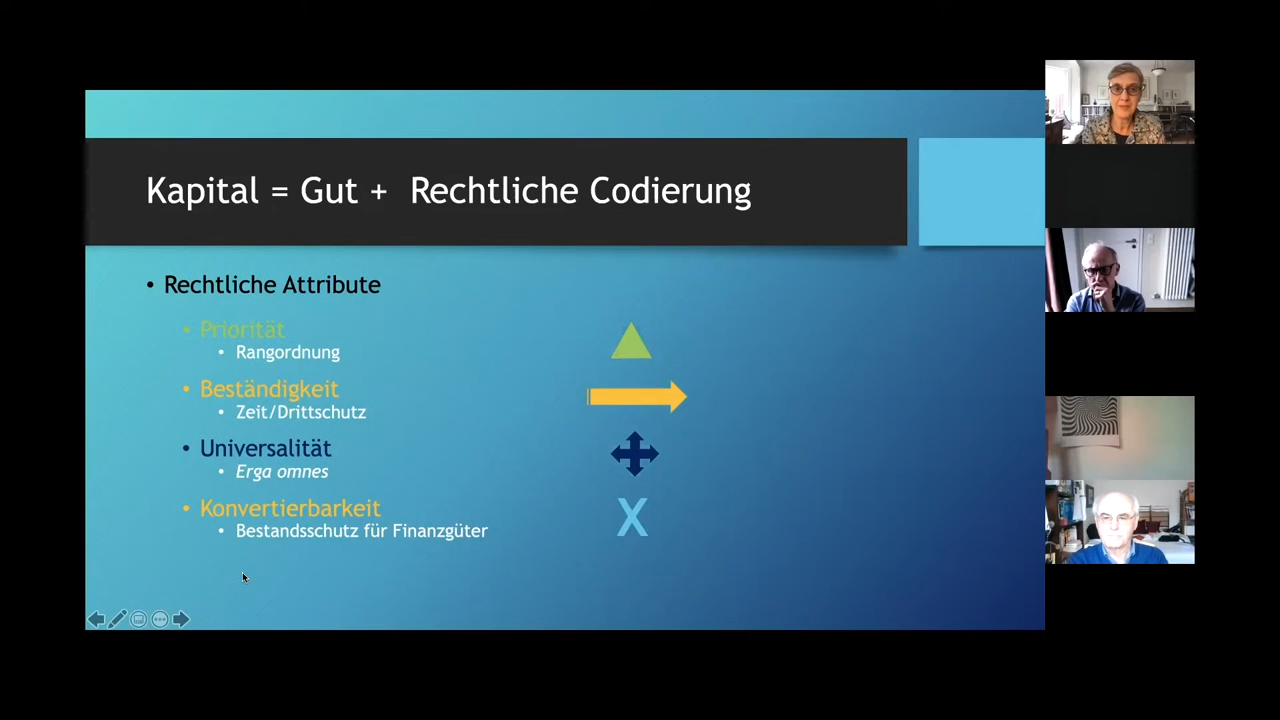 Kapital = Gut + Rechtliche Codierung
• Rechtliche Attribute
• Priorität
• Rangordnung
• Beständigkeit
• Zeit/Drittschutz
• Universalität
• Erga omnes
• Konvertierbarkeit
• Bestandsschutz für Finanzgüter
X